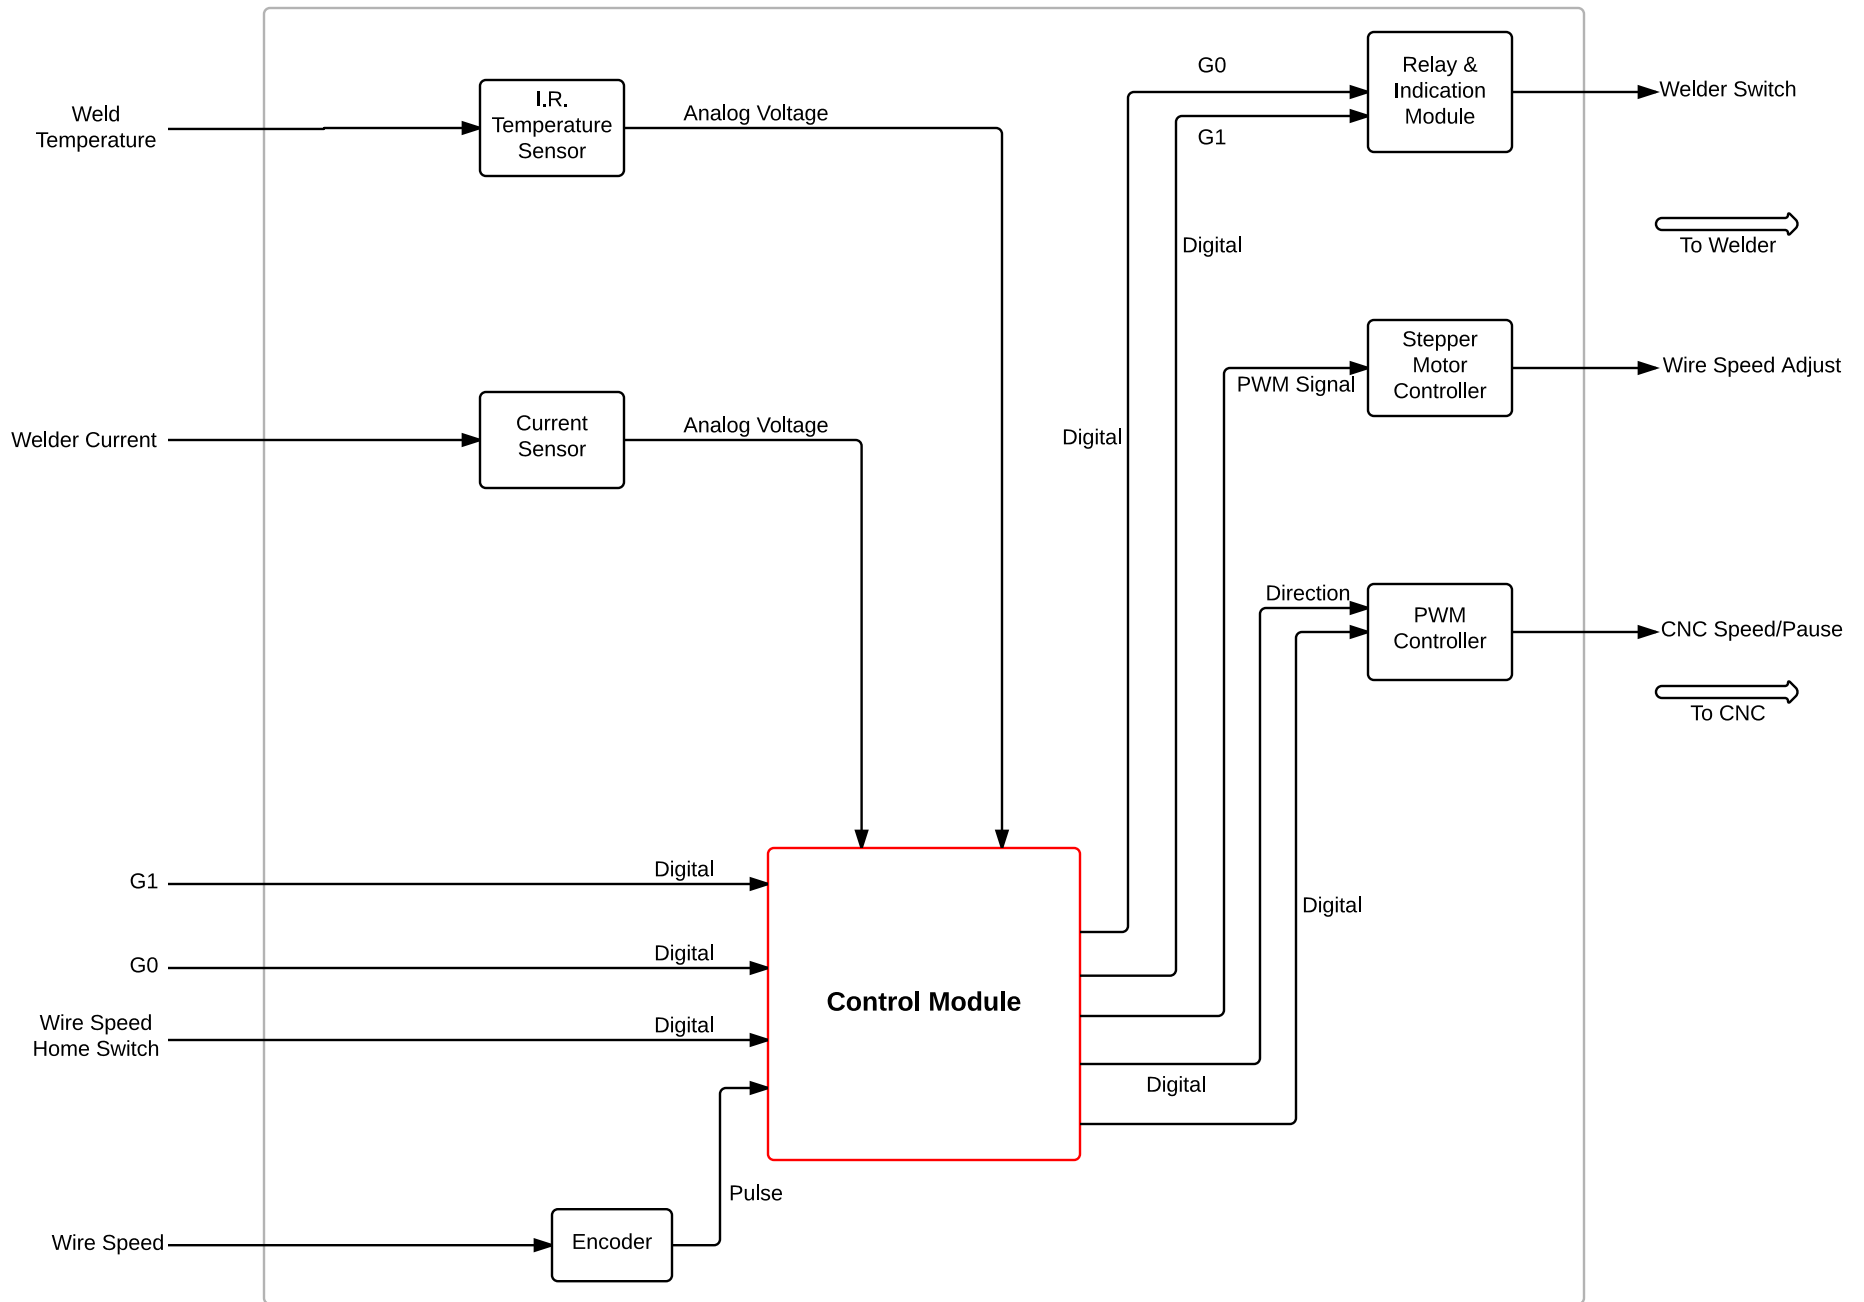 Weld
Temperature
I.R.
Temperature
Sensor
Analog Voltage
G0
G1
Relay &
Indication
Module
Welder Switch
Digital
To Welder
Stepper
Motor
Controller
PWM Signal
Wire Speed Adjust
Welder Current
Current
Sensor
Analog Voltage
Digital
Direction
PWM
Controller
CNC Speed/Pause
To CNC
G1
Digital
Digital
G0
Digital
Control Module
Wire Speed
Home Switch
Digital
Digital
Pulse
Wire Speed
Encoder